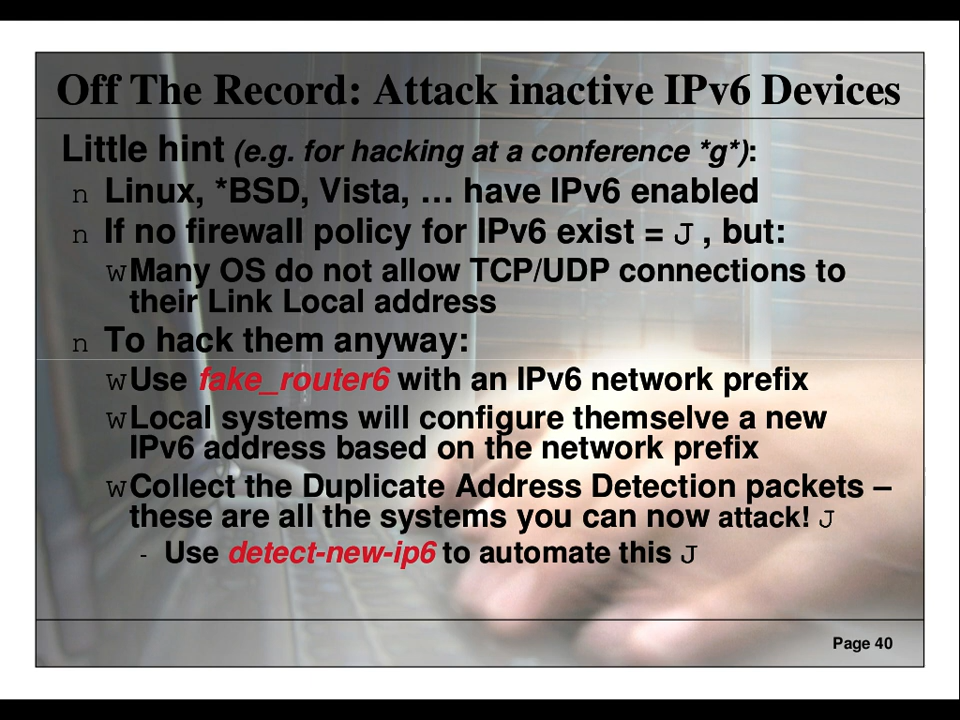 Off The Record: Attack inactive IPv6 Devices
Little hint (e.g. for hacking at a conference *g*):
n Linux, *BSD, Vista, … have IPv6 enabled
n If no firewall policy for IPv6 exist = J , but:
w Many OS do not allow TCP/UDP connections to
their Link Local address
n To hack them anyway:
w Use fake_router6 with an IPv6 network prefix
w Local systems will configure themselve a new
IPv6 address based on the network prefix
w Collect the Duplicate Address Detection packets –
these are all the systems you can now attack! J
- Use detect-new-ip6 to automate this J
Page 40